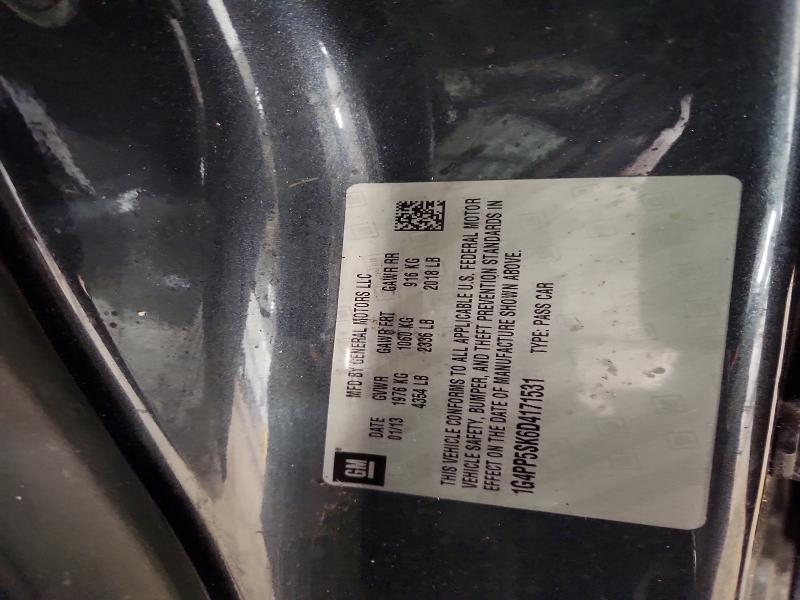 GM
MFD BY GENERAL MOTORS LLC
DATE GVWR GAWR FRT GAWR RR
01/13 1976 KG 1060 KG 916 KG
4354 LB 2336 LB 2018 LB
THIS VEHICLE CONFORMS TO ALL APPLICABLE U.S. FEDERAL MOTOR
VEHICLE SAFETY, BUMPER, AND THEFT PREVENTION STANDARDS IN
EFFECT ON THE DATE OF MANUFACTURE SHOWN ABOVE.
1G4PP5SK6D4171531 TYPE: PASS CAR